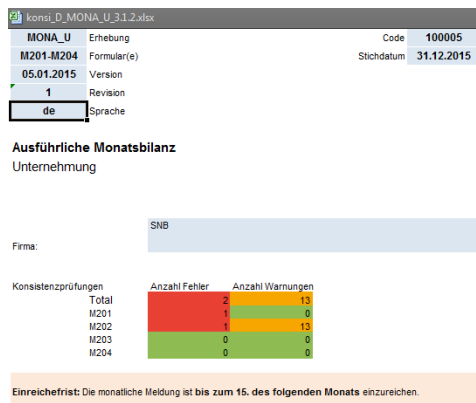 konsi_D_MONA_U_3.1.2.xlsx
MONA_U Erhebung Code 100005
M201-M204 Formular(e) Stichdatum 31.12.2015
05.01.2015 Version
1 Revision
de Sprache
Ausführliche Monatsbilanz
Unternehmung
SNB
Firma:
Konsistenzprüfungen Anzahl Fehler Anzahl Warnungen
Total 2 13
M201 1 0
M202 1 13
M203 0 0
M204 0 0
Einreichefrist: Die monatliche Meldung ist bis zum 15. des folgenden Monats einzureichen.